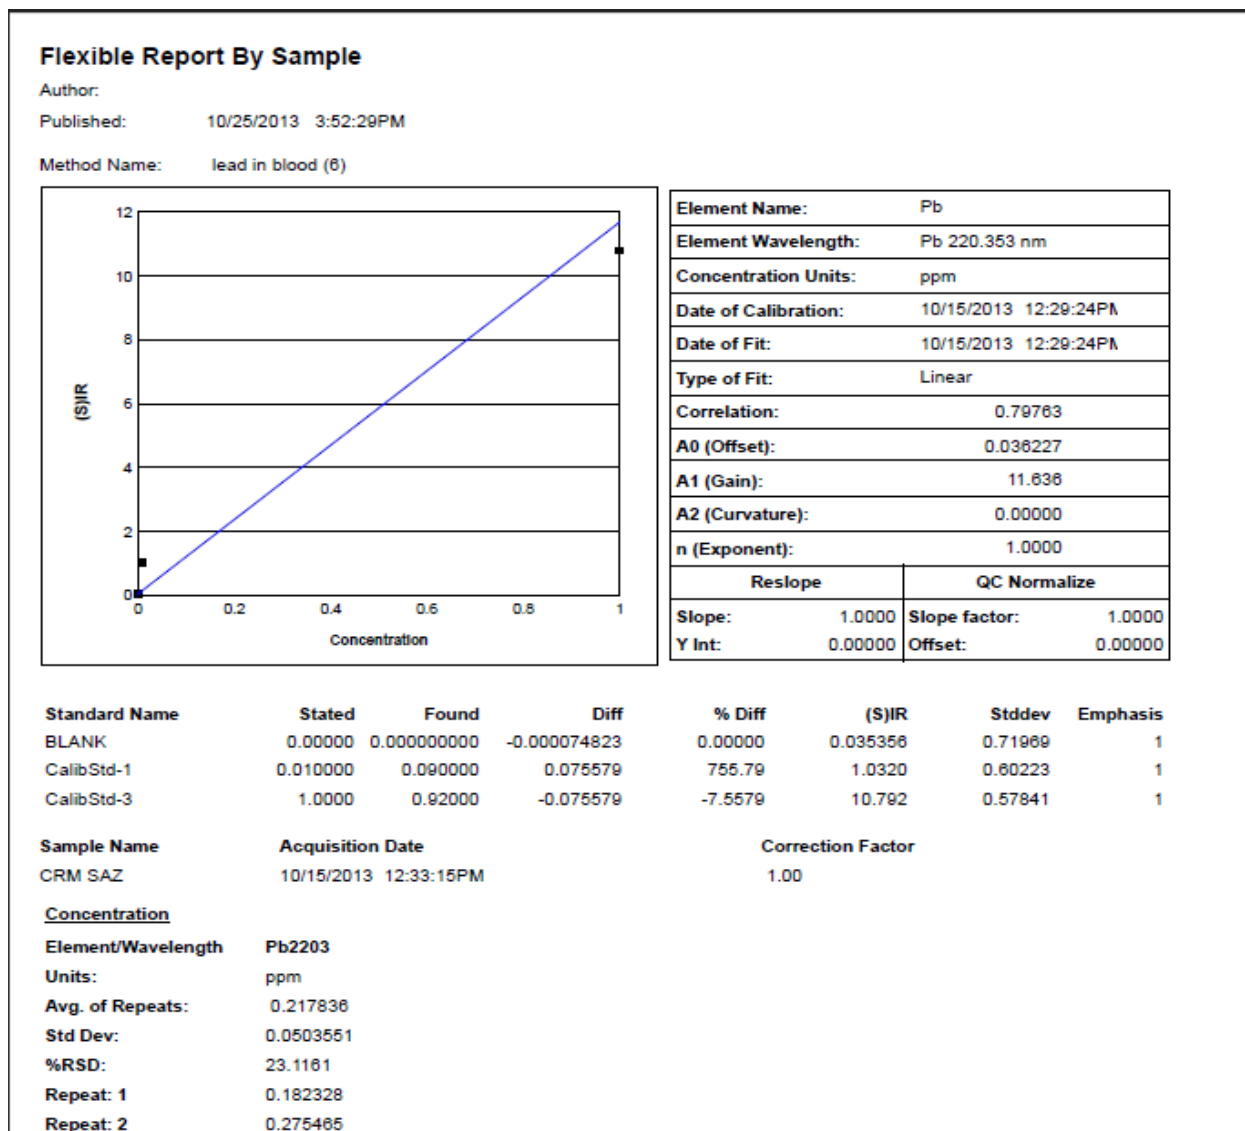 Flexible Report By Sample
Author:
Published: 10/25/2013 3:52:29PM
Method Name: lead in blood (6)
12
10
8
6
4
2
0
(S)IR
0 0.2 0.4 0.6 0.8 1
Concentration
Element Name: Pb
Element Wavelength: Pb 220.353 nm
Concentration Units: ppm
Date of Calibration: 10/15/2013 12:29:24PM
Date of Fit: 10/15/2013 12:29:24PM
Type of Fit: Linear
Correlation: 0.79763
A0 (Offset): 0.036227
A1 (Gain): 11.636
A2 (Curvature): 0.00000
n (Exponent): 1.0000
Reslope QC Normalize
Slope: 1.0000 Slope factor: 1.0000
Y Int: 0.00000 Offset: 0.00000
Standard Name Stated Found Diff % Diff (S)IR Stddev Emphasis
BLANK 0.00000 0.000000000 -0.000074823 0.00000 0.035356 0.71969 1
CalibStd-1 0.010000 0.090000 0.075579 755.79 1.0320 0.60223 1
CalibStd-3 1.0000 0.92000 -0.075579 -7.5579 10.792 0.57841 1
Sample Name Acquisition Date Correction Factor
CRM SAZ 10/15/2013 12:33:15PM 1.00
Concentration
Element/Wavelength Pb2203
Units: ppm
Avg. of Repeats: 0.217836
Std Dev: 0.0503551
%RSD: 23.1161
Repeat: 1 0.182328
Repeat: 2 0.275465